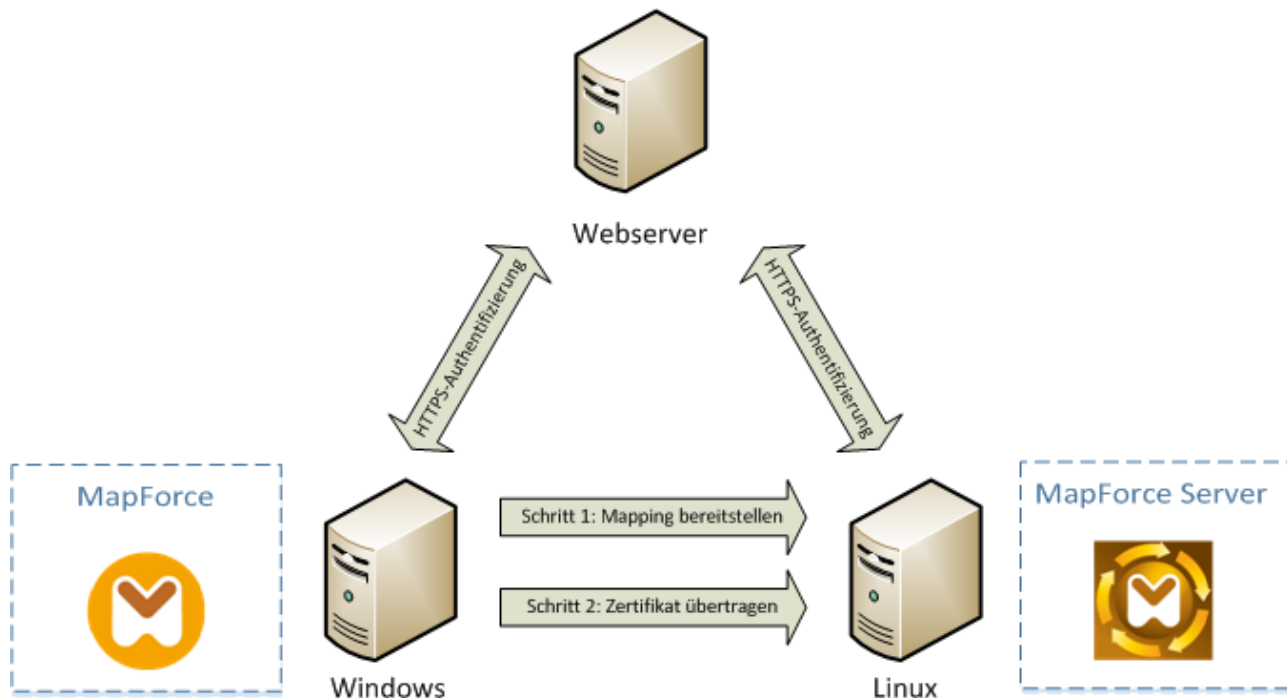 Webserver
HTTPS-Authentifizierung
HTTPS-Authentifizierung
MapForce
MapForce Server
Schritt 1: Mapping bereitstellen
Schritt 2: Zertifikat übertragen
Windows
Linux